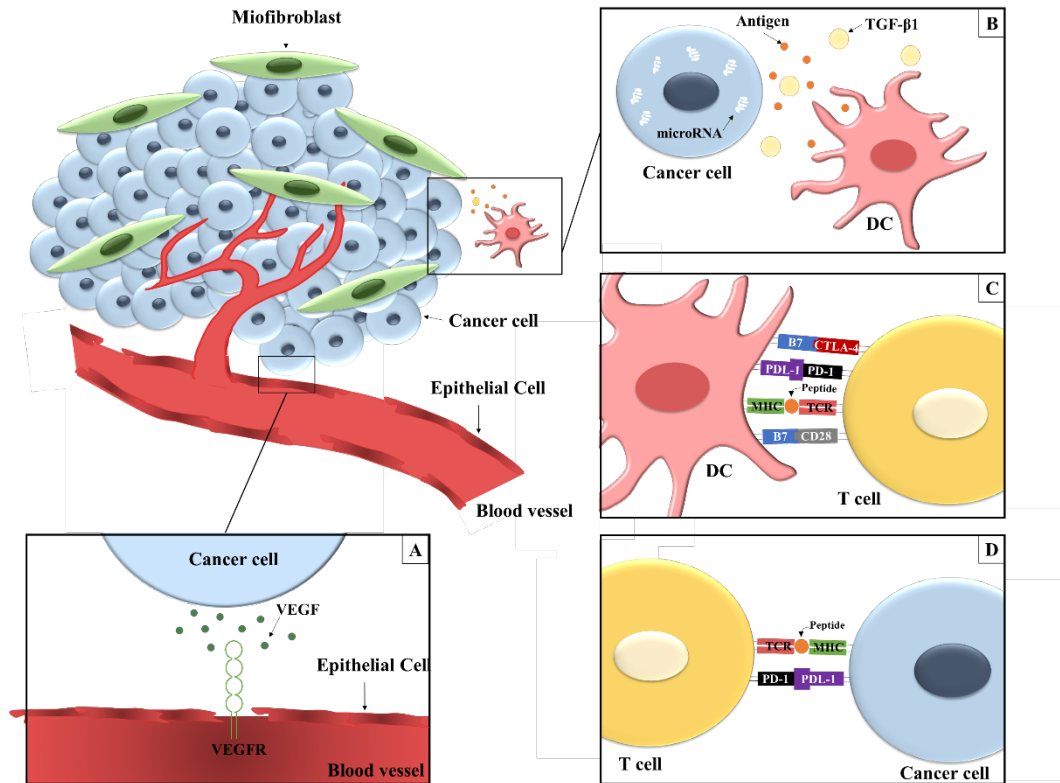 Miofibroblast
Cancer cell
Epithelial Cell
Blood vessel
A
Cancer cell
VEGF
Epithelial Cell
VEGFR
Blood vessel
B
Antigen
TGF-β1
microRNA
Cancer cell
DC
C
B7 CTLA-4
PDL-1 PD-1
Peptide
MHC TCR
B7 CD28
DC
T cell
D
Peptide
TCR MHC
PD-1 PDL-1
T cell
Cancer cell